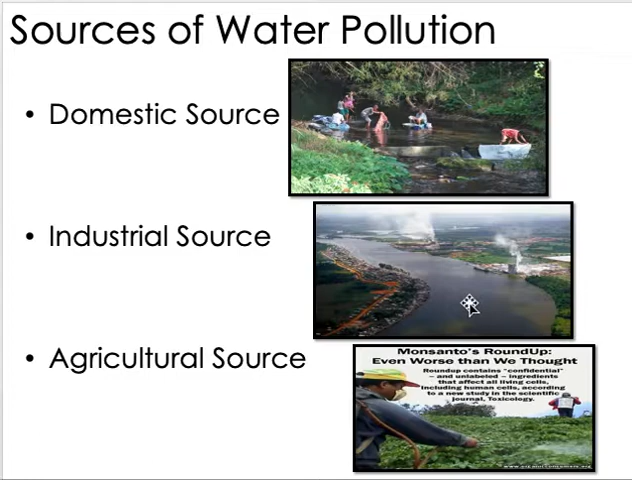 Sources of Water Pollution
• Domestic Source
• Industrial Source
• Agricultural Source
Monsanto's RoundUp:
Even Worse than We Thought
Roundup contains "confidential"
– and unlabeled – ingredients
that affect all living cells,
including human cells, according
to a new study in the scientific
journal, Toxicology.